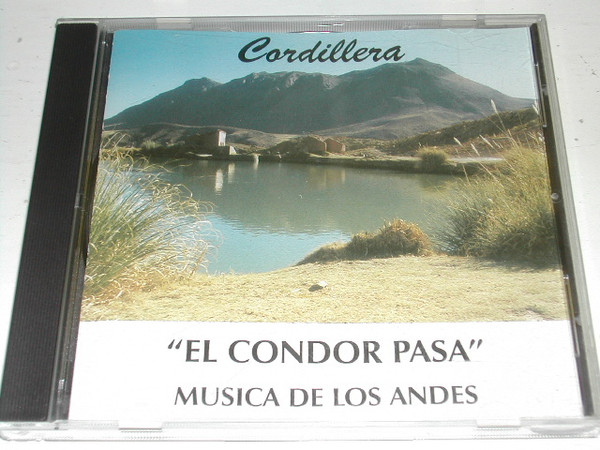 Cordillera
"EL CONDOR PASA"
MUSICA DE LOS ANDES